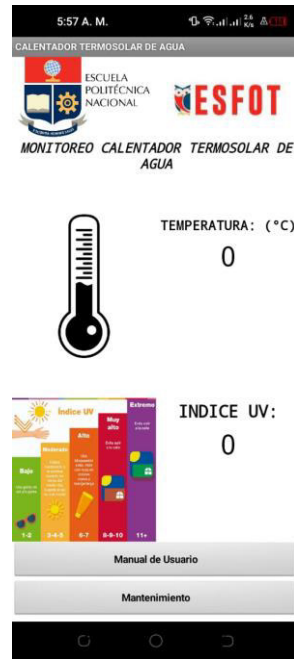 5:57 A. M.
2.6
K/s
CALENTADOR TERMOSOLAR DE AGUA
ESCUELA
POLITÉCNICA
NACIONAL
ESFOT
MONITOREO CALENTADOR TERMOSOLAR DE
AGUA
TEMPERATURA: (°C)
0
Índice UV
Bajo
Moderado
Alto
Muy
alto
Extremo
1-2
3-4-5
6-7
8-9-10
11+
INDICE UV:
0
Manual de Usuario
Mantenimiento